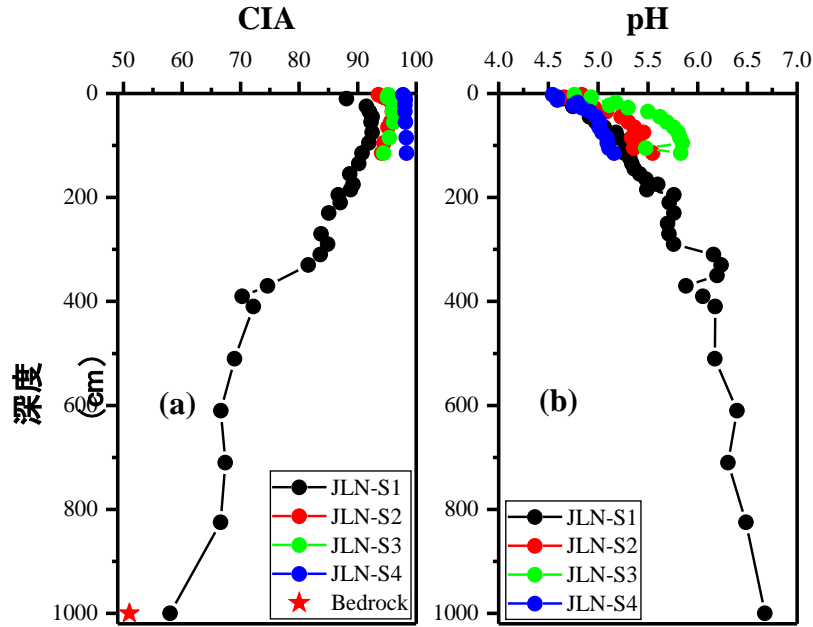 CIA
pH
50 60 70 80 90 100
4.0 4.5 5.0 5.5 6.0 6.5 7.0
0
200
400
600
800
1000
深度
(cm)
(a)
JLN-S1
JLN-S2
JLN-S3
JLN-S4
Bedrock
0
200
400
600
800
1000
(b)
JLN-S1
JLN-S2
JLN-S3
JLN-S4